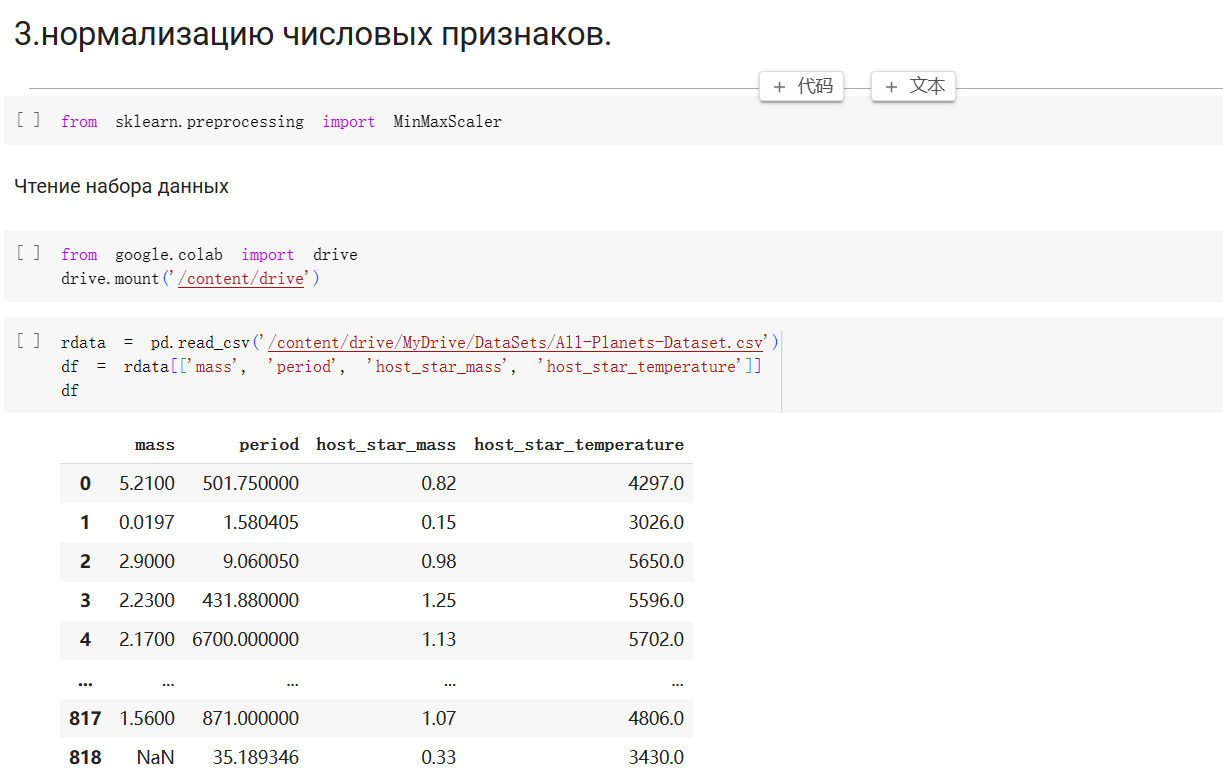 3.нормализацию числовых признаков.
+ 代码 + 文本
[ ] from sklearn.preprocessing import MinMaxScaler
Чтение набора данных
[ ] from google.colab import drive
drive.mount('/content/drive')
[ ] rdata = pd.read_csv('/content/drive/MyDrive/DataSets/All-Planets-Dataset.csv')
df = rdata[['mass', 'period', 'host_star_mass', 'host_star_temperature']]
df
mass period host_star_mass host_star_temperature
0 5.2100 501.750000 0.82 4297.0
1 0.0197 1.580405 0.15 3026.0
2 2.9000 9.060050 0.98 5650.0
3 2.2300 431.880000 1.25 5596.0
4 2.1700 6700.000000 1.13 5702.0
... ... ... ... ...
817 1.5600 871.000000 1.07 4806.0
818 NaN 35.189346 0.33 3430.0